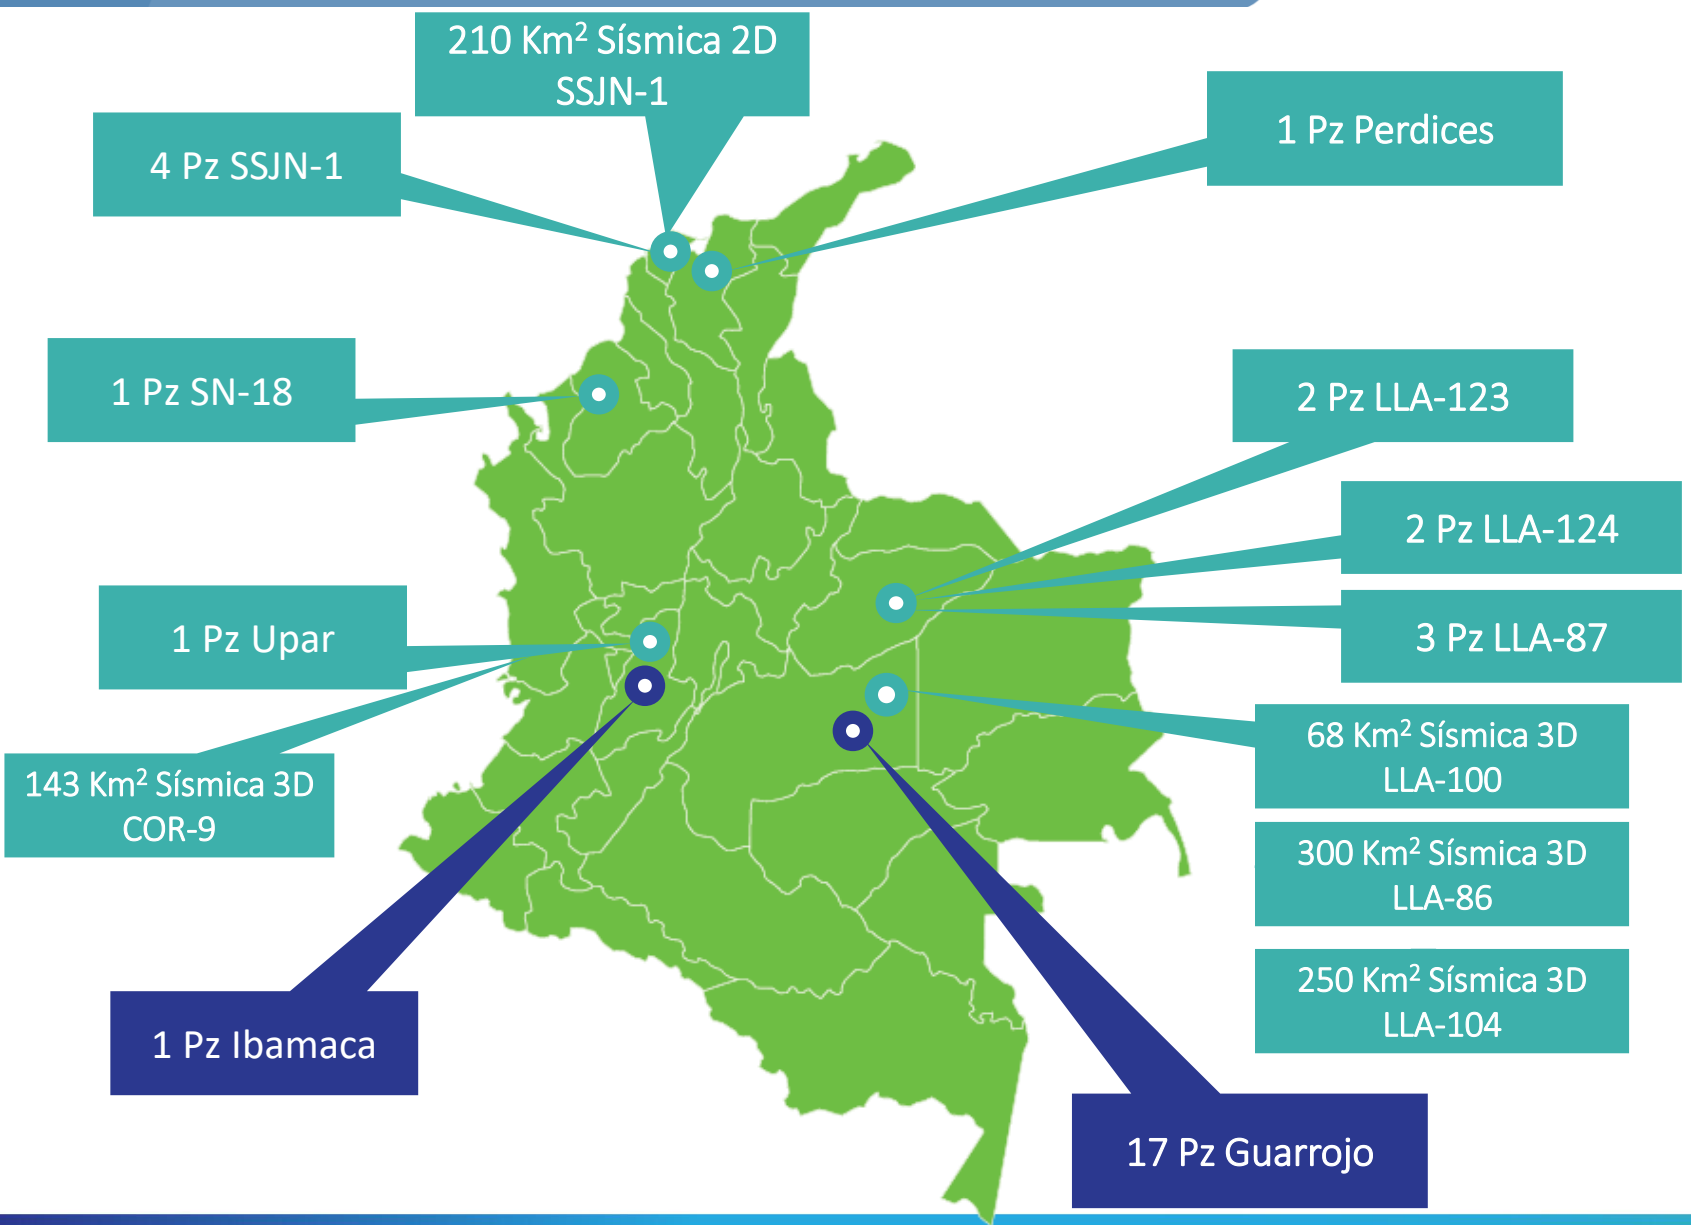 210 Km² Sísmica 2D
SSJN-1
1 Pz Perdices
4 Pz SSJN-1
1 Pz SN-18
2 Pz LLA-123
2 Pz LLA-124
1 Pz Upar
3 Pz LLA-87
68 Km² Sísmica 3D
LLA-100
143 Km² Sísmica 3D
COR-9
300 Km² Sísmica 3D
LLA-86
250 Km² Sísmica 3D
LLA-104
1 Pz Ibamaca
17 Pz Guarrojo